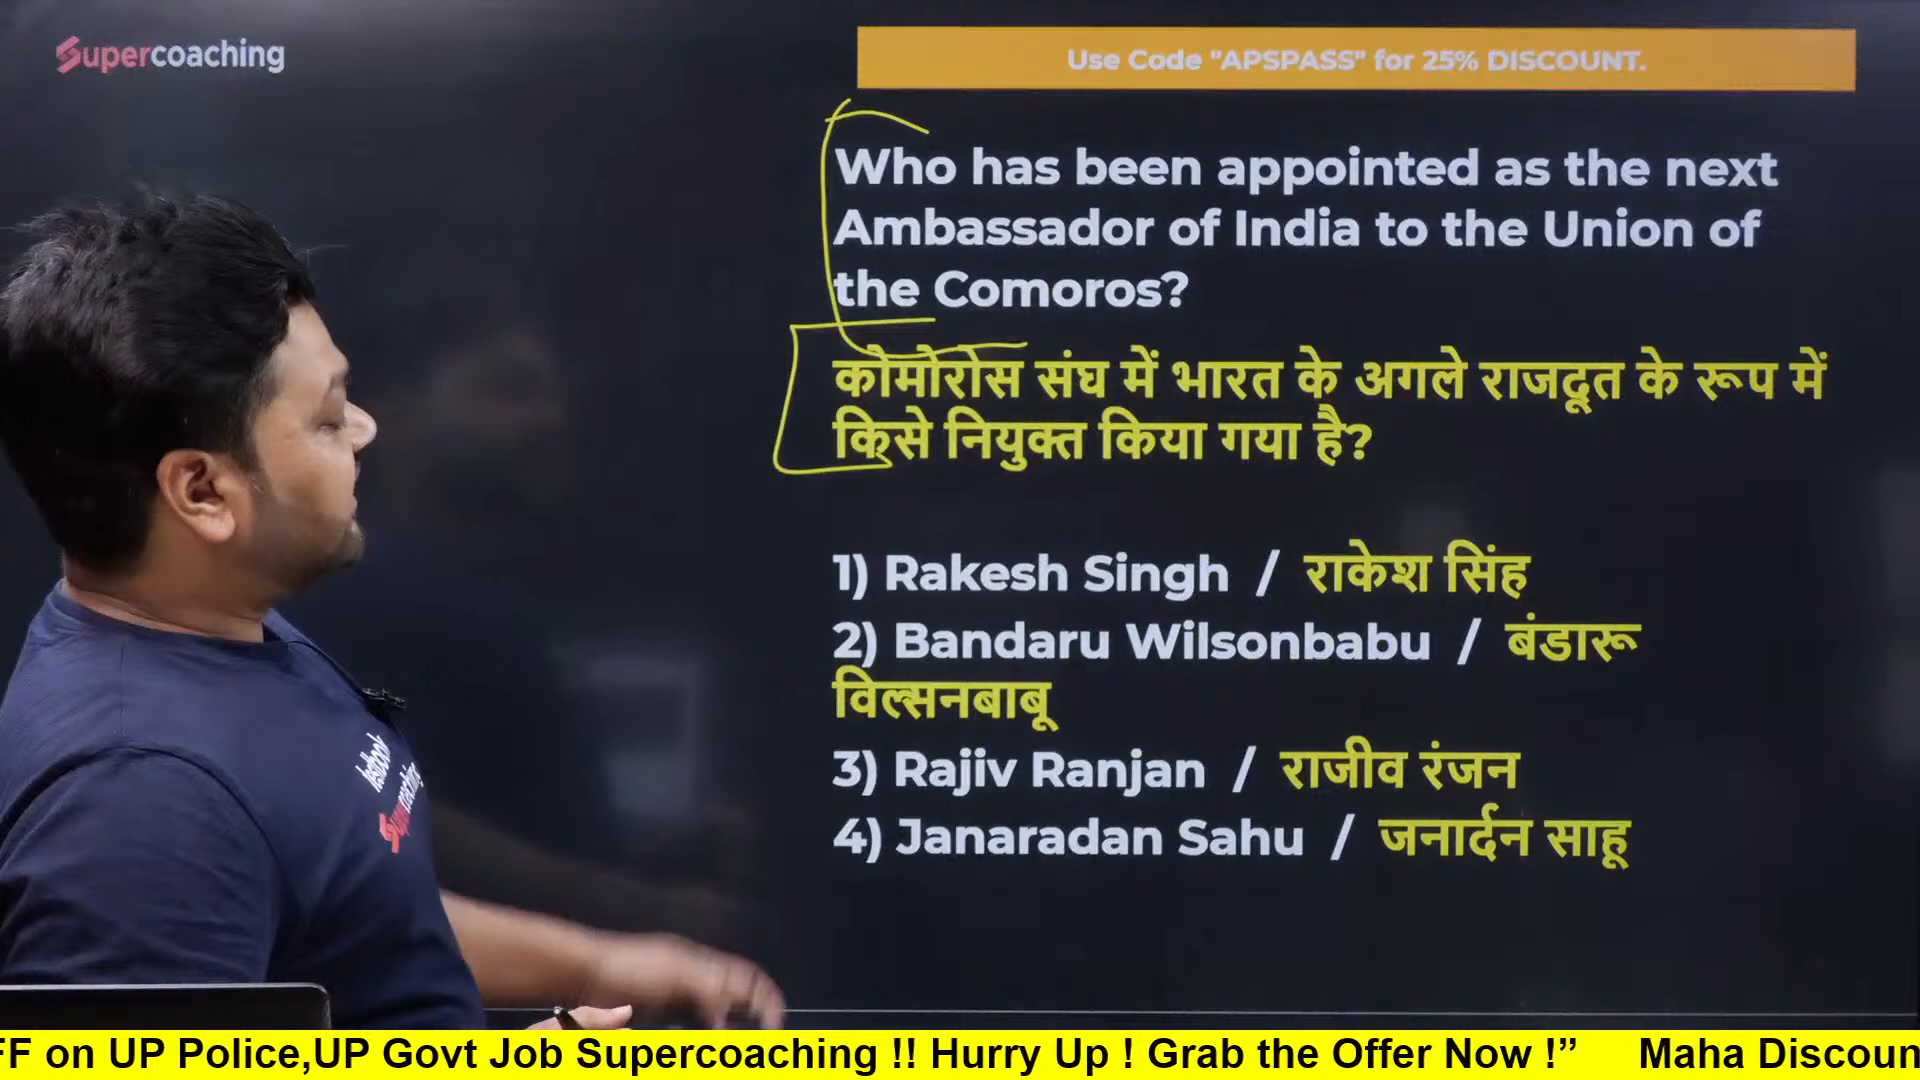 Supercoaching
Use Code "APSPASS" for 25% DISCOUNT.
Who has been appointed as the next
Ambassador of India to the Union of
the Comoros?
कोमोरोस संघ में भारत के अगले राजदूत के रूप में
किसे नियुक्त किया गया है?
1) Rakesh Singh / राकेश सिंह
2) Bandaru Wilsonbabu / बंडारू
विल्सनबाबू
3) Rajiv Ranjan / राजीव रंजन
4) Janaradan Sahu / जनार्दन साहू
testbook
Supercoaching
FF on UP Police,UP Govt Job Supercoaching !! Hurry Up ! Grab the Offer Now !” Maha Discoun